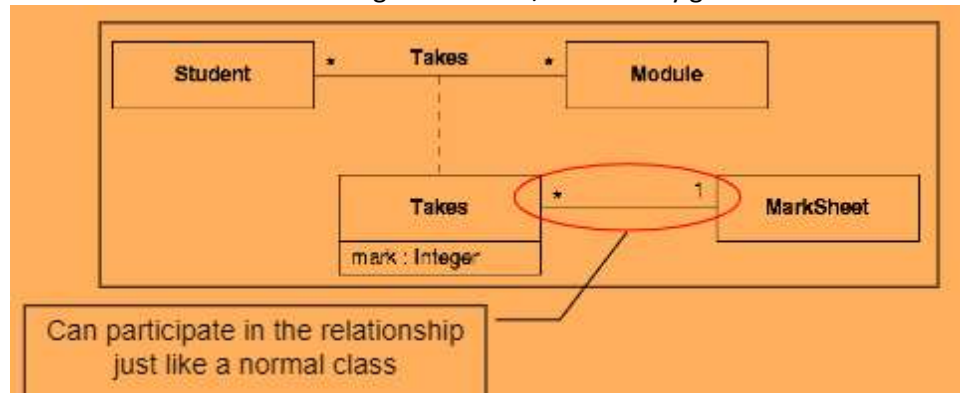 Takes
Student * * Module
Takes * 1 MarkSheet
mark : Integer
Can participate in the relationship
just like a normal class